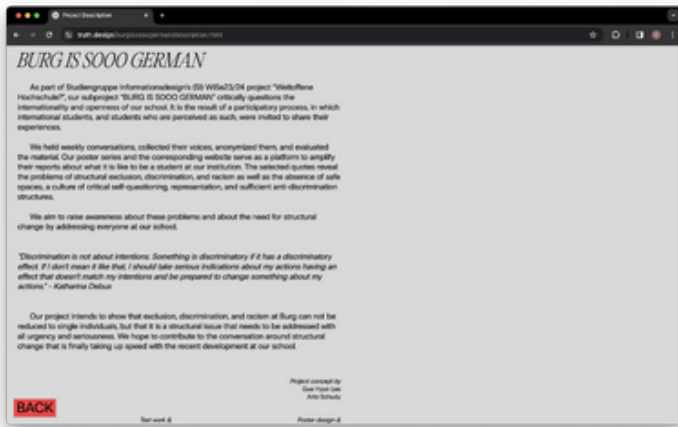 Project Description
truth.design/burgissooogerman/description.html
BURG IS SOOO GERMAN
As part of Studiengruppe Informationsdesign's (SI) WiSe23/24 project "Weltoffene
Hochschule?", our subproject "BURG IS SOOO GERMAN" critically questions the
internationality and openness of our school. It is the result of a participatory process, in which
international students, and students who are perceived as such, were invited to share their
experiences.
We held weekly conversations, collected their voices, anonymized them, and evaluated
the material. Our poster series and the corresponding website serve as a platform to amplify
their reports about what it is like to be a student at our institution. The selected quotes reveal
the problems of structural exclusion, discrimination, and racism as well as the absence of safe
spaces, a culture of critical self-questioning, representation, and sufficient anti-discrimination
structures.
We aim to raise awareness about these problems and about the need for structural
change by addressing everyone at our school.
"Discrimination is not about intentions. Something is discriminatory if it has a discriminatory
effect. If I don't mean it like that, I should take serious indications about my actions having an
effect that doesn't match my intentions and be prepared to change something about my
actions." - Katharina Debus
Our project intends to show that exclusion, discrimination, and racism at Burg can not be
reduced to single individuals, but that it is a structural issue that needs to be addressed with
all urgency and seriousness. We hope to contribute to the conversation around structural
change that is finally taking up speed with the recent development at our school.
Project concept by
BACK
Text work &
Poster design &